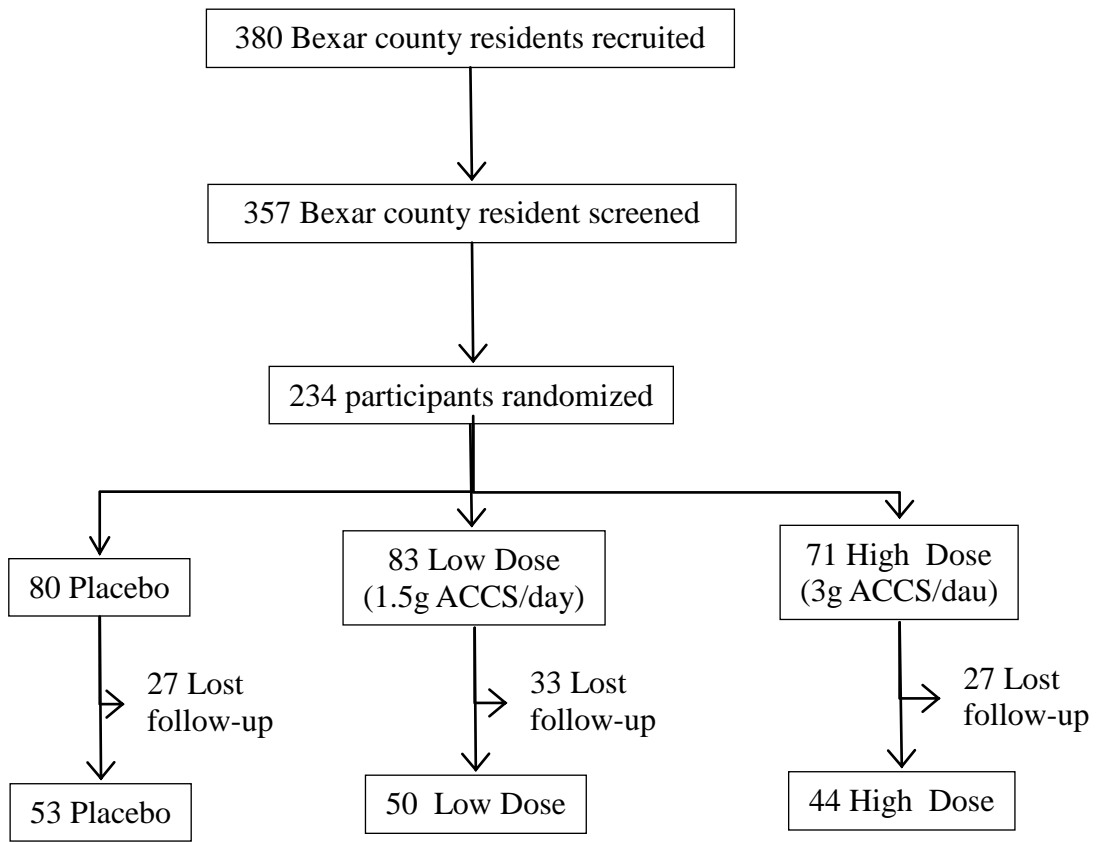 380 Bexar county residents recruited
357 Bexar county resident screened
234 participants randomized
80 Placebo
83 Low Dose
(1.5g ACCS/day)
71 High Dose
(3g ACCS/dau)
27 Lost
follow-up
33 Lost
follow-up
27 Lost
follow-up
53 Placebo
50 Low Dose
44 High Dose